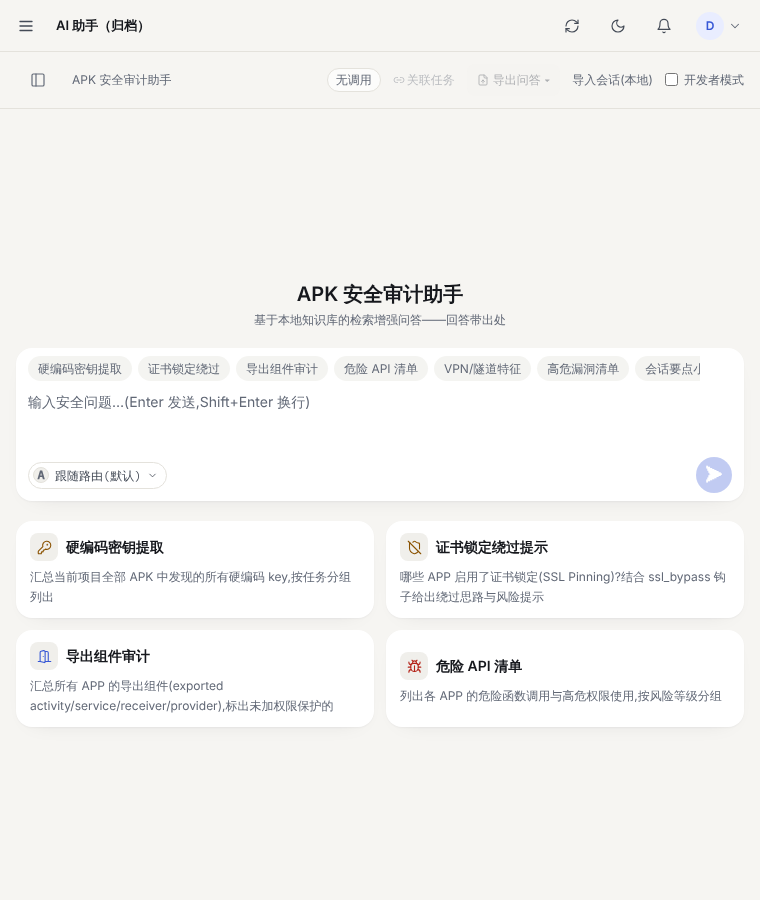 AI 助手（归档）
D
APK 安全审计助手
无调用
关联任务
导出问答
导入会话(本地)
开发者模式
APK 安全审计助手
基于本地知识库的检索增强问答——回答带出处
硬编码密钥提取
证书锁定绕过
导出组件审计
危险 API 清单
VPN/隧道特征
高危漏洞清单
会话要点
输入安全问题…(Enter 发送,Shift+Enter 换行)
A 跟随路由(默认)
硬编码密钥提取
汇总当前项目全部 APK 中发现的所有硬编码 key,按任务分组
列出
证书锁定绕过提示
哪些 APP 启用了证书锁定(SSL Pinning)?结合 ssl_bypass 钩
子给出绕过思路与风险提示
导出组件审计
汇总所有 APP 的导出组件(exported
activity/service/receiver/provider),标出未加权限保护的
危险 API 清单
列出各 APP 的危险函数调用与高危权限使用,按风险等级分组